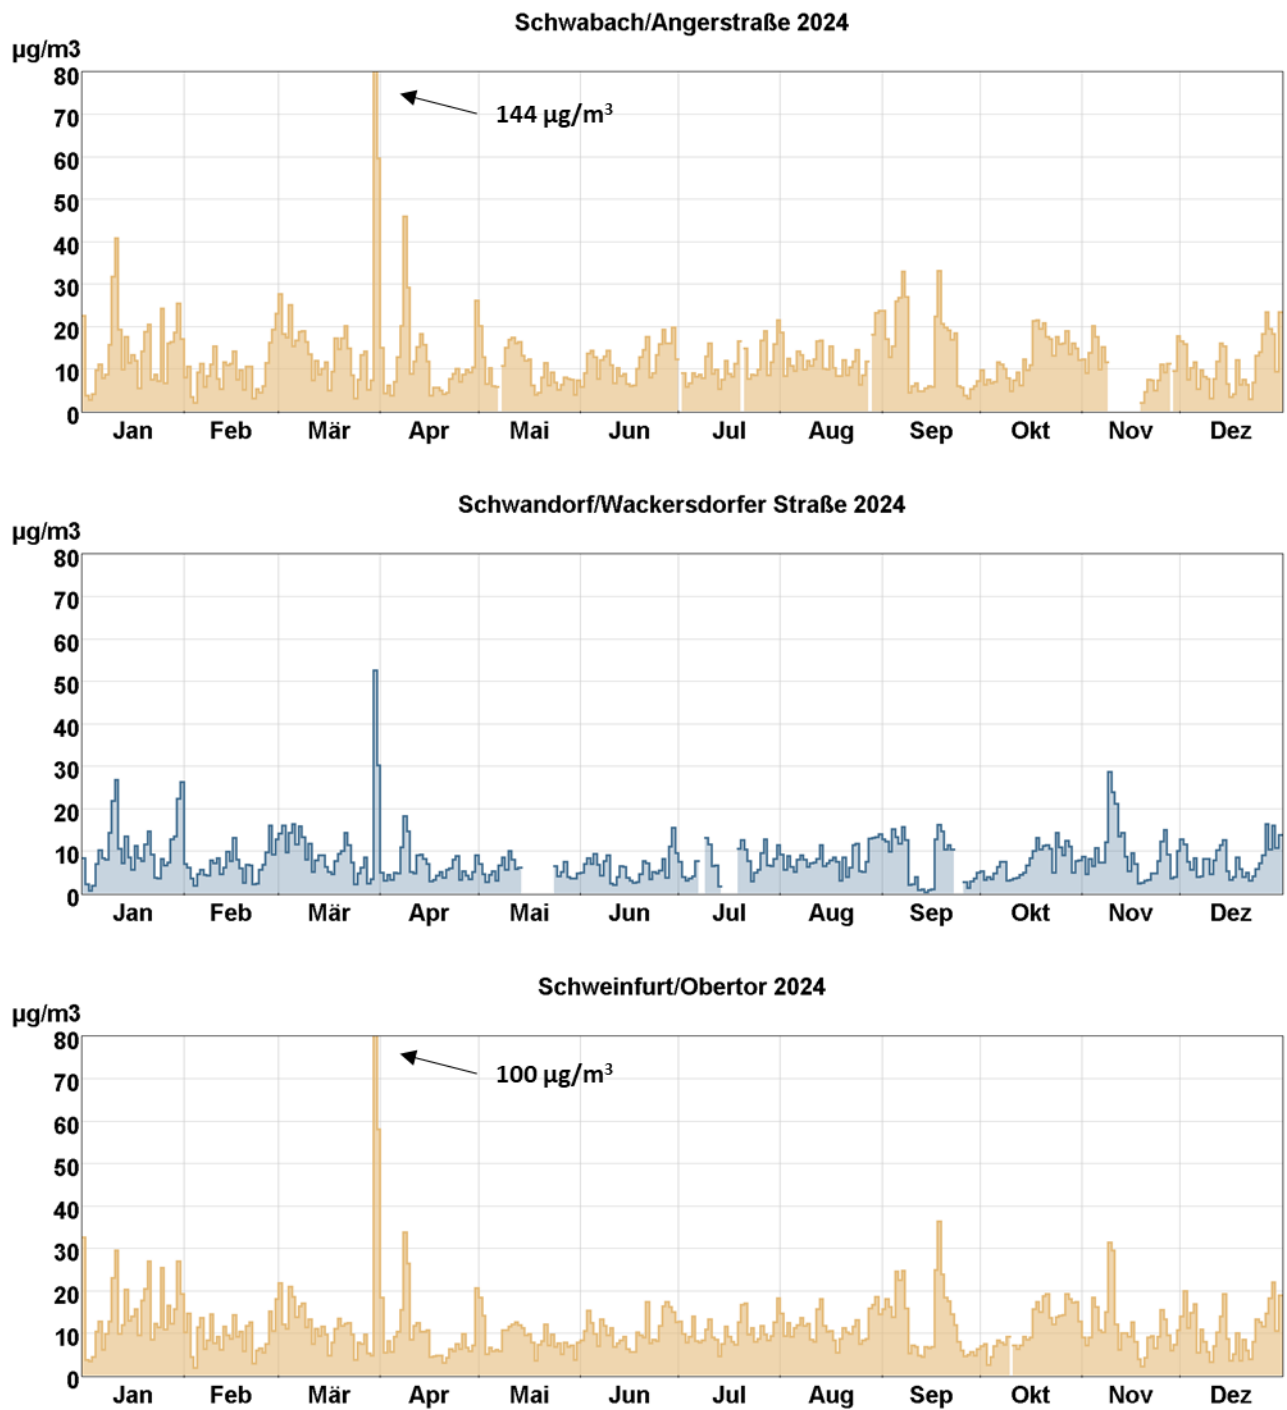 Schwabach/Angerstraße 2024
µg/m3
80
144 µg/m³
70
60
50
40
30
20
10
0
Jan Feb Mär Apr Mai Jun Jul Aug Sep Okt Nov Dez
Schwandorf/Wackersdorfer Straße 2024
µg/m3
80
70
60
50
40
30
20
10
0
Jan Feb Mär Apr Mai Jun Jul Aug Sep Okt Nov Dez
Schweinfurt/Obertor 2024
µg/m3
80
100 µg/m³
70
60
50
40
30
20
10
0
Jan Feb Mär Apr Mai Jun Jul Aug Sep Okt Nov Dez